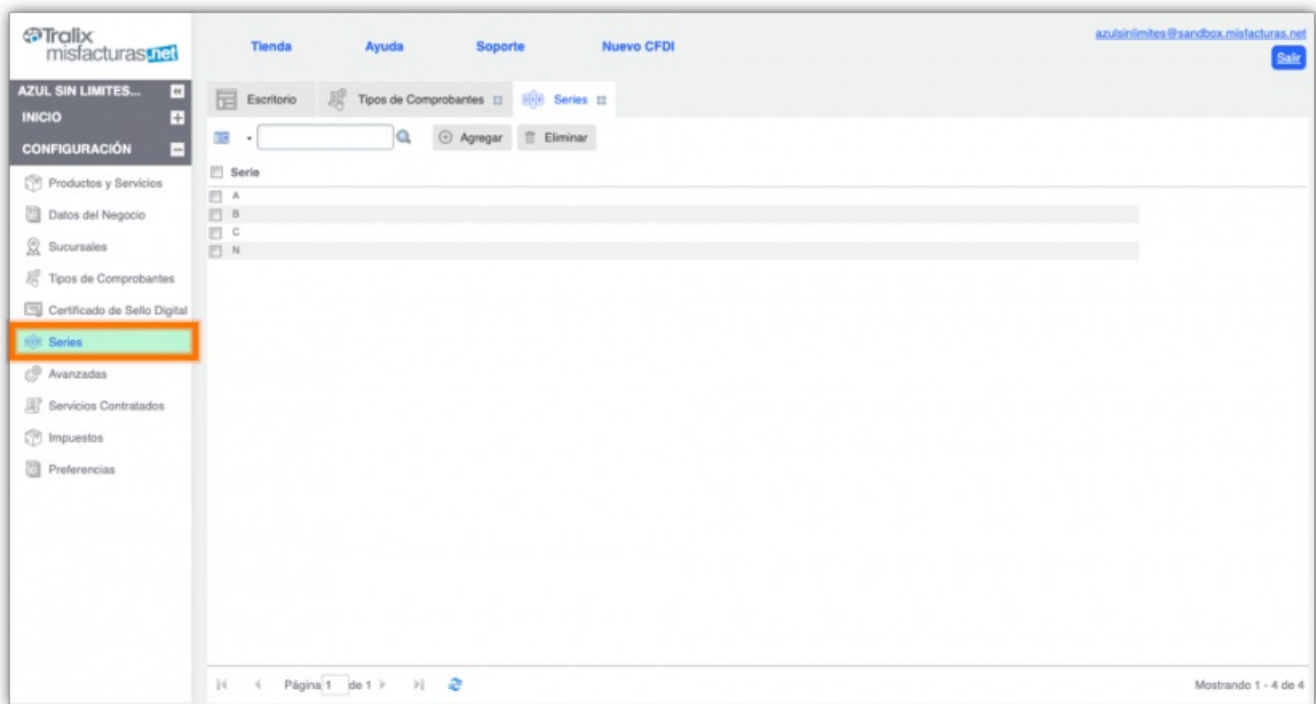 Tralix
misfacturas.net
Tienda Ayuda Soporte Nuevo CFDI
azulsinlimites@sandbox.misfacturas.net
Salir
AZUL SIN LIMITES...
INICIO
CONFIGURACIÓN
Productos y Servicios
Datos del Negocio
Sucursales
Tipos de Comprobantes
Certificado de Sello Digital
Series
Avanzadas
Servicios Contratados
Impuestos
Preferencias
Escritorio Tipos de Comprobantes Series
Agregar Eliminar
Serie
A
B
C
N
Página 1 de 1
Mostrando 1 - 4 de 4